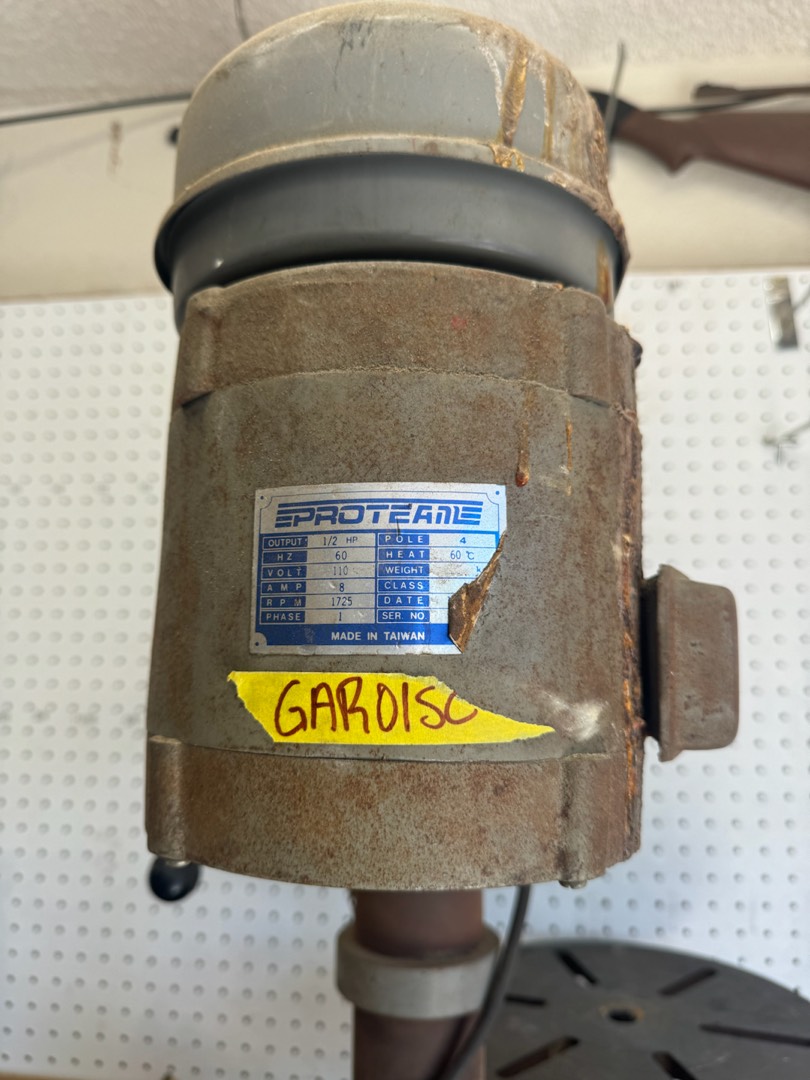 PROTEAM
OUTPUT 1/2 HP POLE 4
HZ 60 HEAT 60 ℃
VOLT 110 WEIGHT
AMP 8 CLASS
RPM 1725 DATE
PHASE 1 SER. NO.
MADE IN TAIWAN
GARDISC